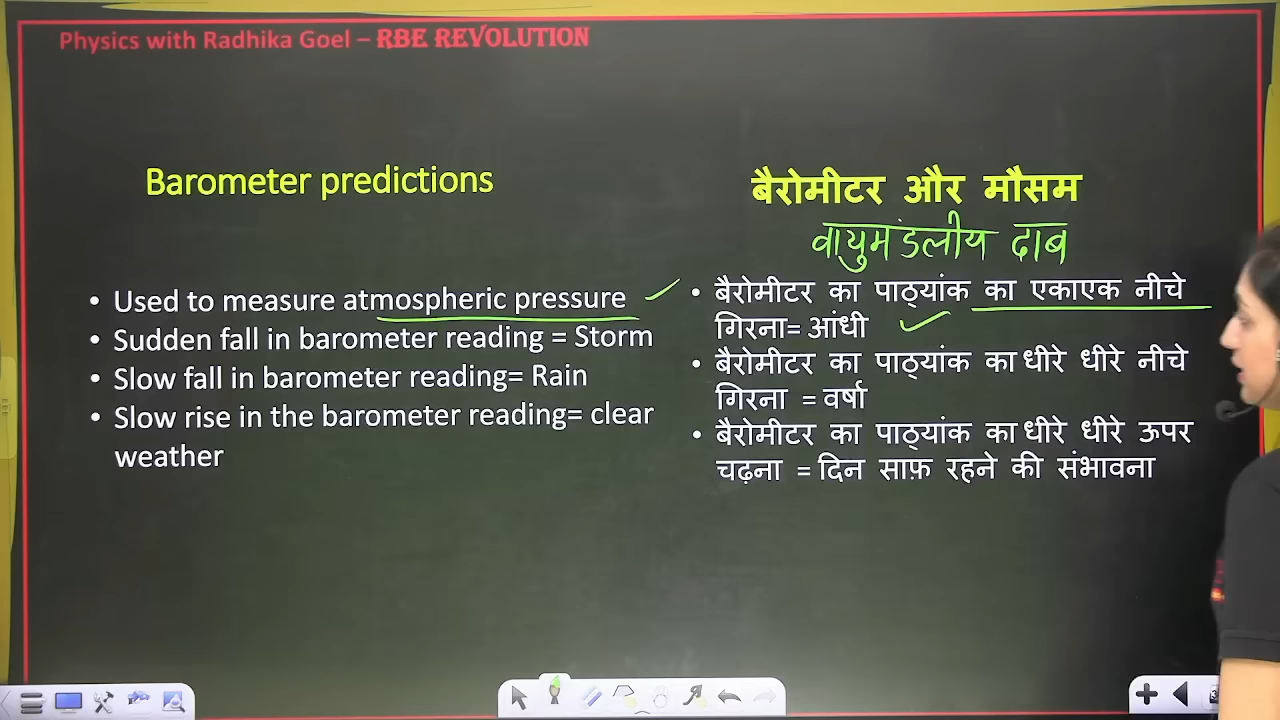 Physics with Radhika Goel – RBE REVOLUTION
Barometer predictions
• Used to measure atmospheric pressure
• Sudden fall in barometer reading = Storm
• Slow fall in barometer reading= Rain
• Slow rise in the barometer reading= clear
weather
बैरोमीटर और मौसम
वायुमंडलीय दाब
• बैरोमीटर का पाठ्यांक का एकाएक नीचे
गिरना= आंधी
• बैरोमीटर का पाठ्यांक का धीरे धीरे नीचे
गिरना = वर्षा
• बैरोमीटर का पाठ्यांक का धीरे धीरे ऊपर
चढ़ना = दिन साफ़ रहने की संभावना